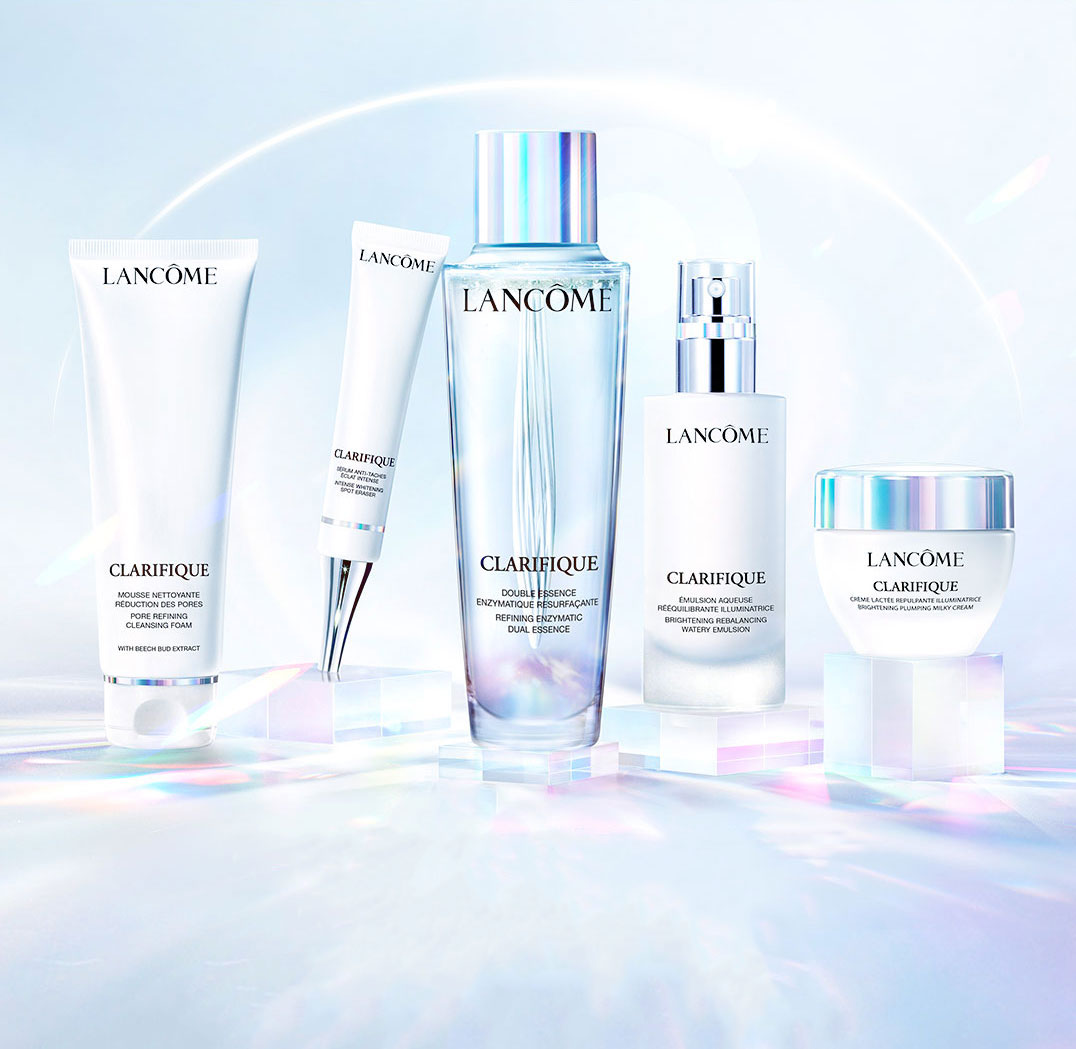 LANCÔME
CLARIFIQUE
MOUSSE NETTOYANTE
RÉDUCTION DES PORES
PORE REFINING
CLEANSING FOAM
WITH BEECH BUD EXTRACT
LANCÔME
CLARIFIQUE
SÉRUM ANTI-TACHES
ÉCLAT INTENSE
INTENSE WHITENING
SPOT ERASER
LANCÔME
CLARIFIQUE
DOUBLE ESSENCE
ENZYMATIQUE RESURFAÇANTE
REFINING ENZYMATIC
DUAL ESSENCE
LANCÔME
CLARIFIQUE
ÉMULSION AQUEUSE
RÉÉQUILIBRANTE ILLUMINATRICE
BRIGHTENING REBALANCING
WATERY EMULSION
LANCÔME
CLARIFIQUE
CRÈME LACTÉE REPULPANTE ILLUMINATRICE
BRIGHTENING PLUMPING MILKY CREAM